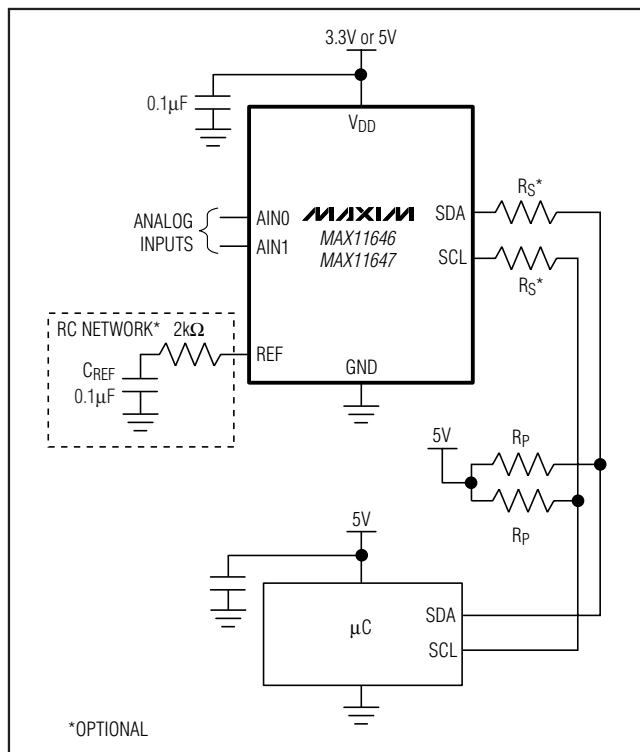 3.3V or 5V
0.1μF
VDD
RS*
ANALOG
INPUTS
AIN0
AIN1
MAXIM
MAX11646
MAX11647
SDA
SCL
RS*
RC NETWORK*
2kΩ
REF
CREF
0.1μF
GND
5V
RP
RP
5V
μC
SDA
SCL
*OPTIONAL